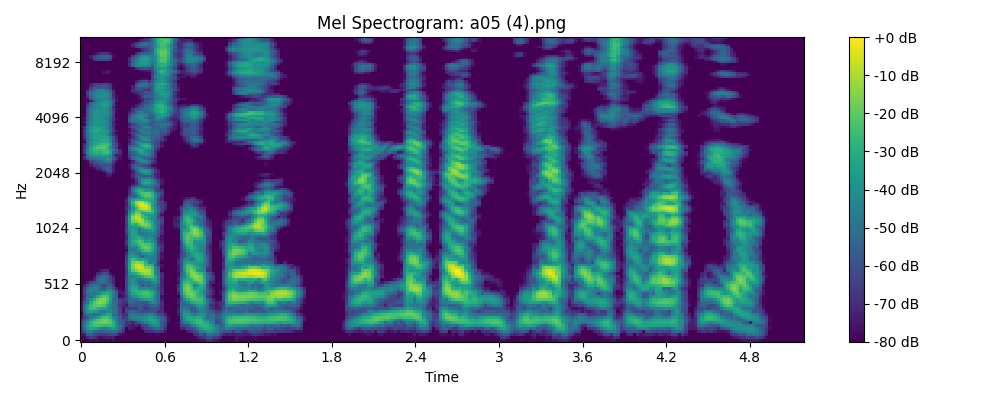 Mel Spectrogram: a05 (4).png
+0 dB
8192
-10 dB
4096
-20 dB
-30 dB
2048
Hz
-40 dB
1024
-50 dB
-60 dB
512
-70 dB
0
-80 dB
0 0.6 1.2 1.8 2.4 3 3.6 4.2 4.8
Time